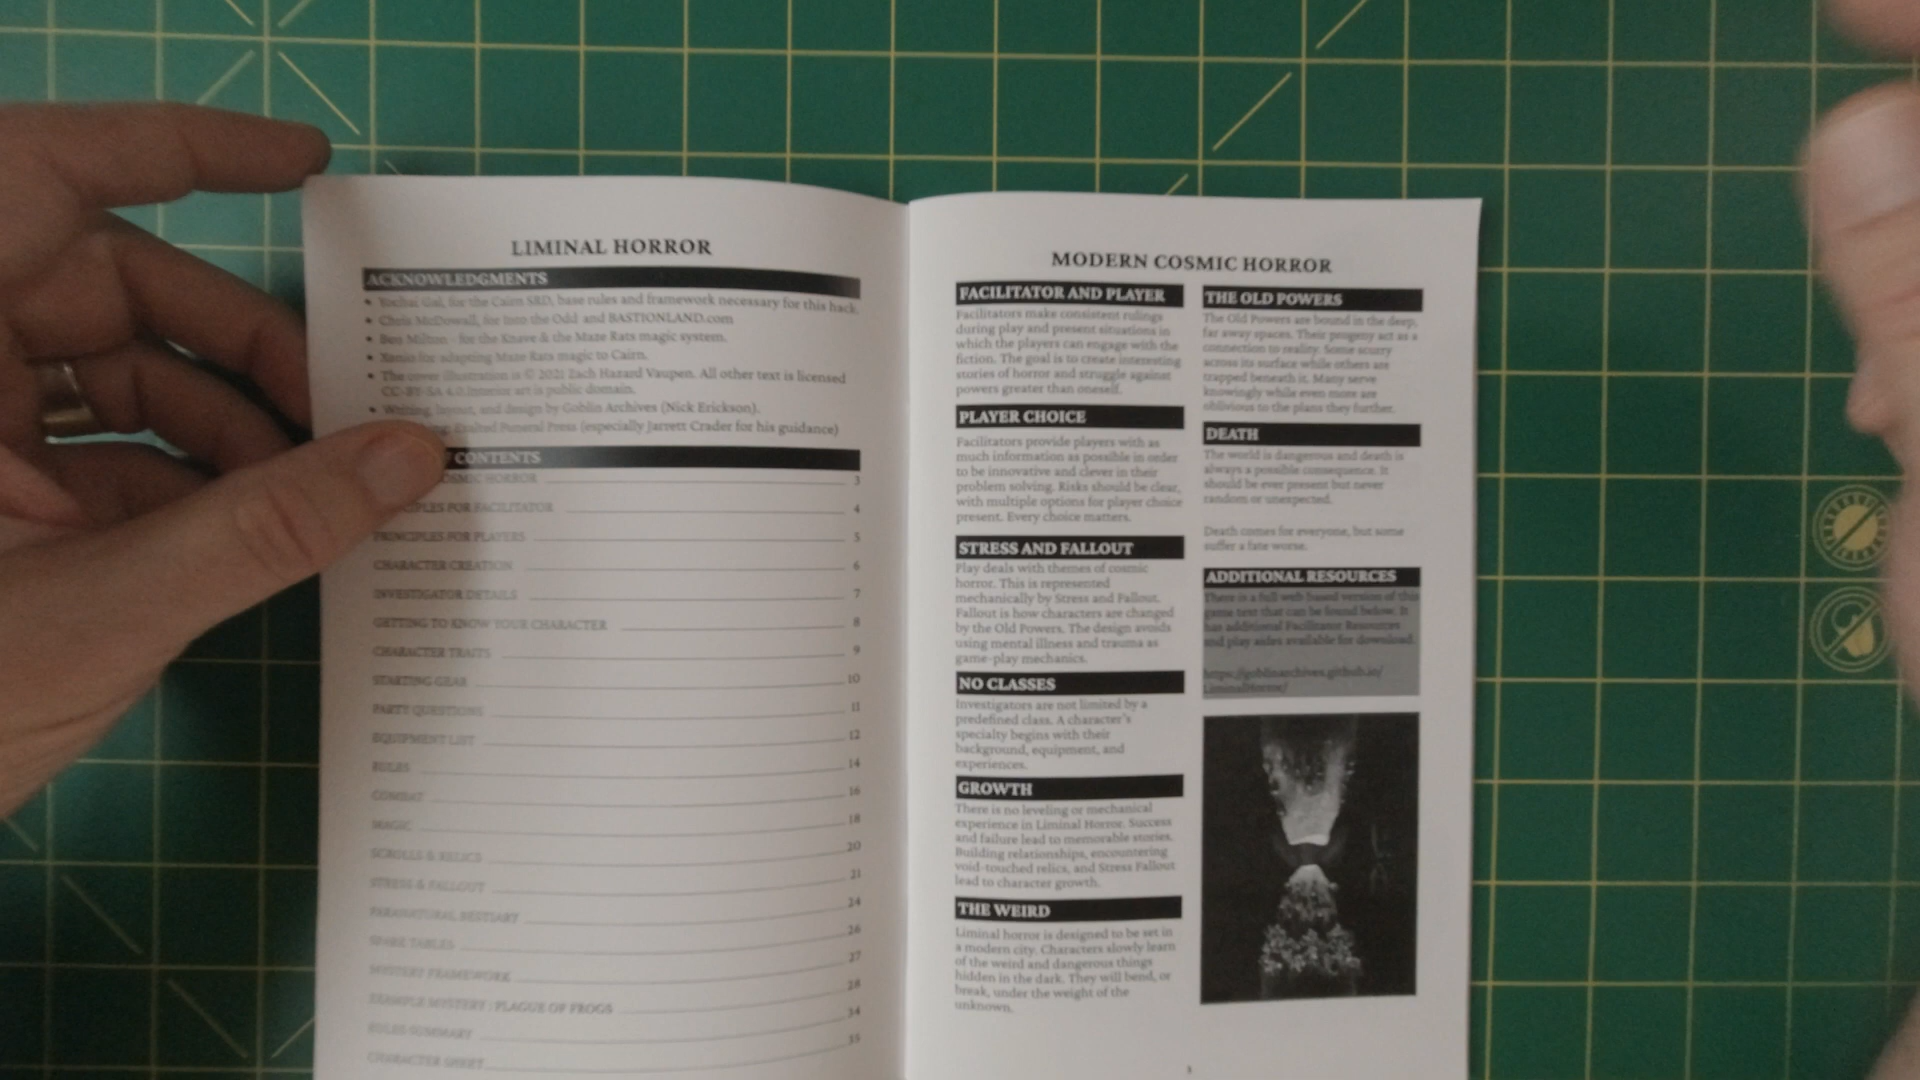 LIMINAL HORROR
ACKNOWLEDGMENTS
• Yochai Gal, for the Cairn SRD, base rules and framework necessary for this hack.
• Chris McDowall, for Into the Odd and BASTIONLAND.com
• Ben Milton - for the Knave & the Maze Rats magic system.
• for adapting Maze Rats magic to Cairn.
• The cover illustration is © 2021 Zach Hazard Vaupen. All other text is licensed
CC-BY-SA 4.0. Interior art is public domain.
• Writing, layout, and design by Goblin Archives (Nick Erickson).
Exalted Funeral Press (especially Jarrett Crader for his guidance)
CONTENTS
OSMIC HORROR 3
IPLES FOR FACILITATOR 4
PRINCIPLES FOR PLAYERS 5
CHARACTER CREATION 6
INVESTIGATOR DETAILS 7
GETTING TO KNOW YOUR CHARACTER 8
CHARACTER TRAITS 9
STARTING GEAR 10
PARTY QUESTIONS 11
EQUIPMENT LIST 12
RULES 14
COMBAT 16
MAGIC 18
SCROLLS & RELICS 20
STRESS & FALLOUT 21
PARANATURAL BESTIARY 24
SPARK TABLES 26
MYSTERY FRAMEWORK 27
EXAMPLE MYSTERY: PLAGUE OF FROGS 28
RULES SUMMARY 34
CHARACTER SHEET 35
MODERN COSMIC HORROR
FACILITATOR AND PLAYER
Facilitators make consistent rulings
during play and present situations in
which the players can engage with the
fiction. The goal is to create interesting
stories of horror and struggle against
powers greater than oneself.
PLAYER CHOICE
Facilitators provide players with as
much information as possible in order
to be innovative and clever in their
problem solving. Risks should be clear,
with multiple options for player choice
present. Every choice matters.
STRESS AND FALLOUT
Play deals with themes of cosmic
horror. This is represented
mechanically by Stress and Fallout.
Fallout is how characters are changed
by the Old Powers. The design avoids
using mental illness and trauma as
game-play mechanics.
NO CLASSES
Investigators are not limited by a
predefined class. A character's
specialty begins with their
background, equipment, and
experiences.
GROWTH
There is no leveling or mechanical
experience in Liminal Horror. Success
and failure lead to memorable stories.
Building relationships, encountering
void-touched relics, and Stress Fallout
lead to character growth.
THE WEIRD
Liminal horror is designed to be set in
a modern city. Characters slowly learn
of the weird and dangerous things
hidden in the dark. They will bend, or
break, under the weight of the
unknown.
THE OLD POWERS
The Old Powers are bound in the deep,
far away spaces. Their progeny act as a
connection to reality. Some scurry
across its surface while others are
trapped beneath it. Many serve
knowingly while even more are
oblivious to the plans they further.
DEATH
The world is dangerous and death is
always a possible consequence. It
should be ever present but never
random or unexpected.
Death comes for everyone, but some
suffer a fate worse.
ADDITIONAL RESOURCES
There is a full web based version of this
game text that can be found below. It
has additional Facilitator Resources
and play aides available for download.
https://goblinarchives.github.io/
LiminalHorror/
3